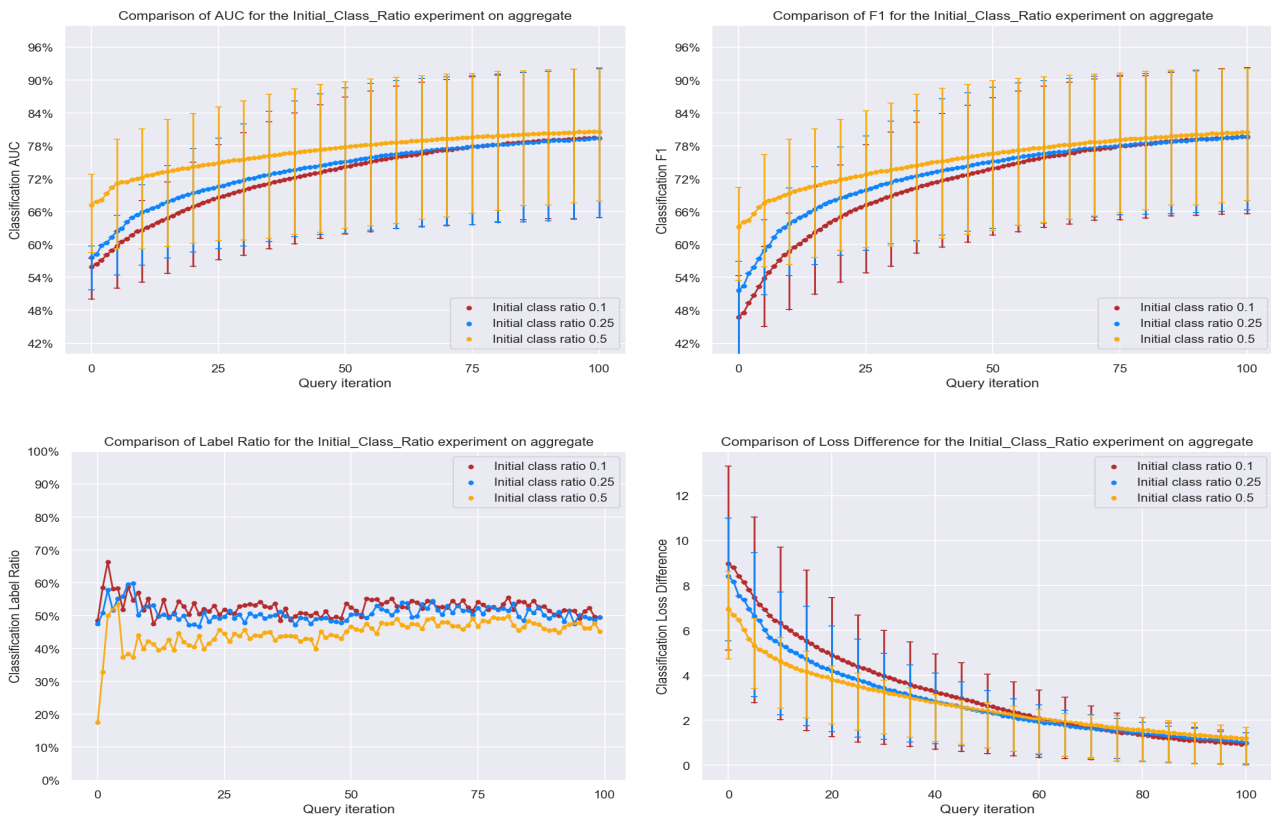 Comparison of AUC for the Initial_Class_Ratio experiment on aggregate
96%
90%
84%
78%
72%
66%
60%
54%
48%
42%
Classification AUC
Initial class ratio 0.1
Initial class ratio 0.25
Initial class ratio 0.5
0 25 50 75 100
Query iteration
Comparison of F1 for the Initial_Class_Ratio experiment on aggregate
96%
90%
84%
78%
72%
66%
60%
54%
48%
42%
Classification F1
Initial class ratio 0.1
Initial class ratio 0.25
Initial class ratio 0.5
0 25 50 75 100
Query iteration
Comparison of Label Ratio for the Initial_Class_Ratio experiment on aggregate
100%
90%
80%
70%
60%
50%
40%
30%
20%
10%
0%
Classification Label Ratio
Initial class ratio 0.1
Initial class ratio 0.25
Initial class ratio 0.5
0 25 50 75 100
Query iteration
Comparison of Loss Difference for the Initial_Class_Ratio experiment on aggregate
12
10
8
6
4
2
0
Classification Loss Difference
Initial class ratio 0.1
Initial class ratio 0.25
Initial class ratio 0.5
0 20 40 60 80 100
Query iteration